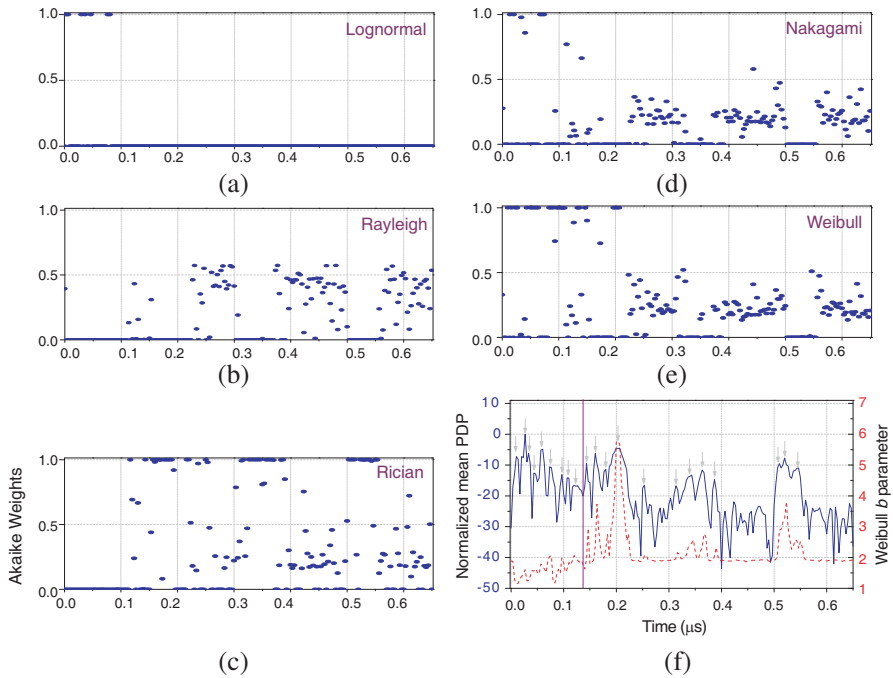 1.0
Lognormal
0.5
0.0
0.0 0.1 0.2 0.3 0.4 0.5 0.6
(a)
Nakagami
1.0
0.5
0.0
0.0 0.1 0.2 0.3 0.4 0.5 0.6
(d)
1.0
Rayleigh
0.5
0.0
0.0 0.1 0.2 0.3 0.4 0.5 0.6
(b)
1.0
Weibull
0.5
0.0
0.0 0.1 0.2 0.3 0.4 0.5 0.6
(e)
Akaike Weights
1.0
Rician
0.5
0.0
0.0 0.1 0.2 0.3 0.4 0.5 0.6
(c)
Normalized mean PDP
10
0
-10
-20
-30
-40
-50
7
6
5
4
3
2
1
Weibull b parameter
0.0 0.1 0.2 0.3 0.4 0.5 0.6
Time (μs)
(f)